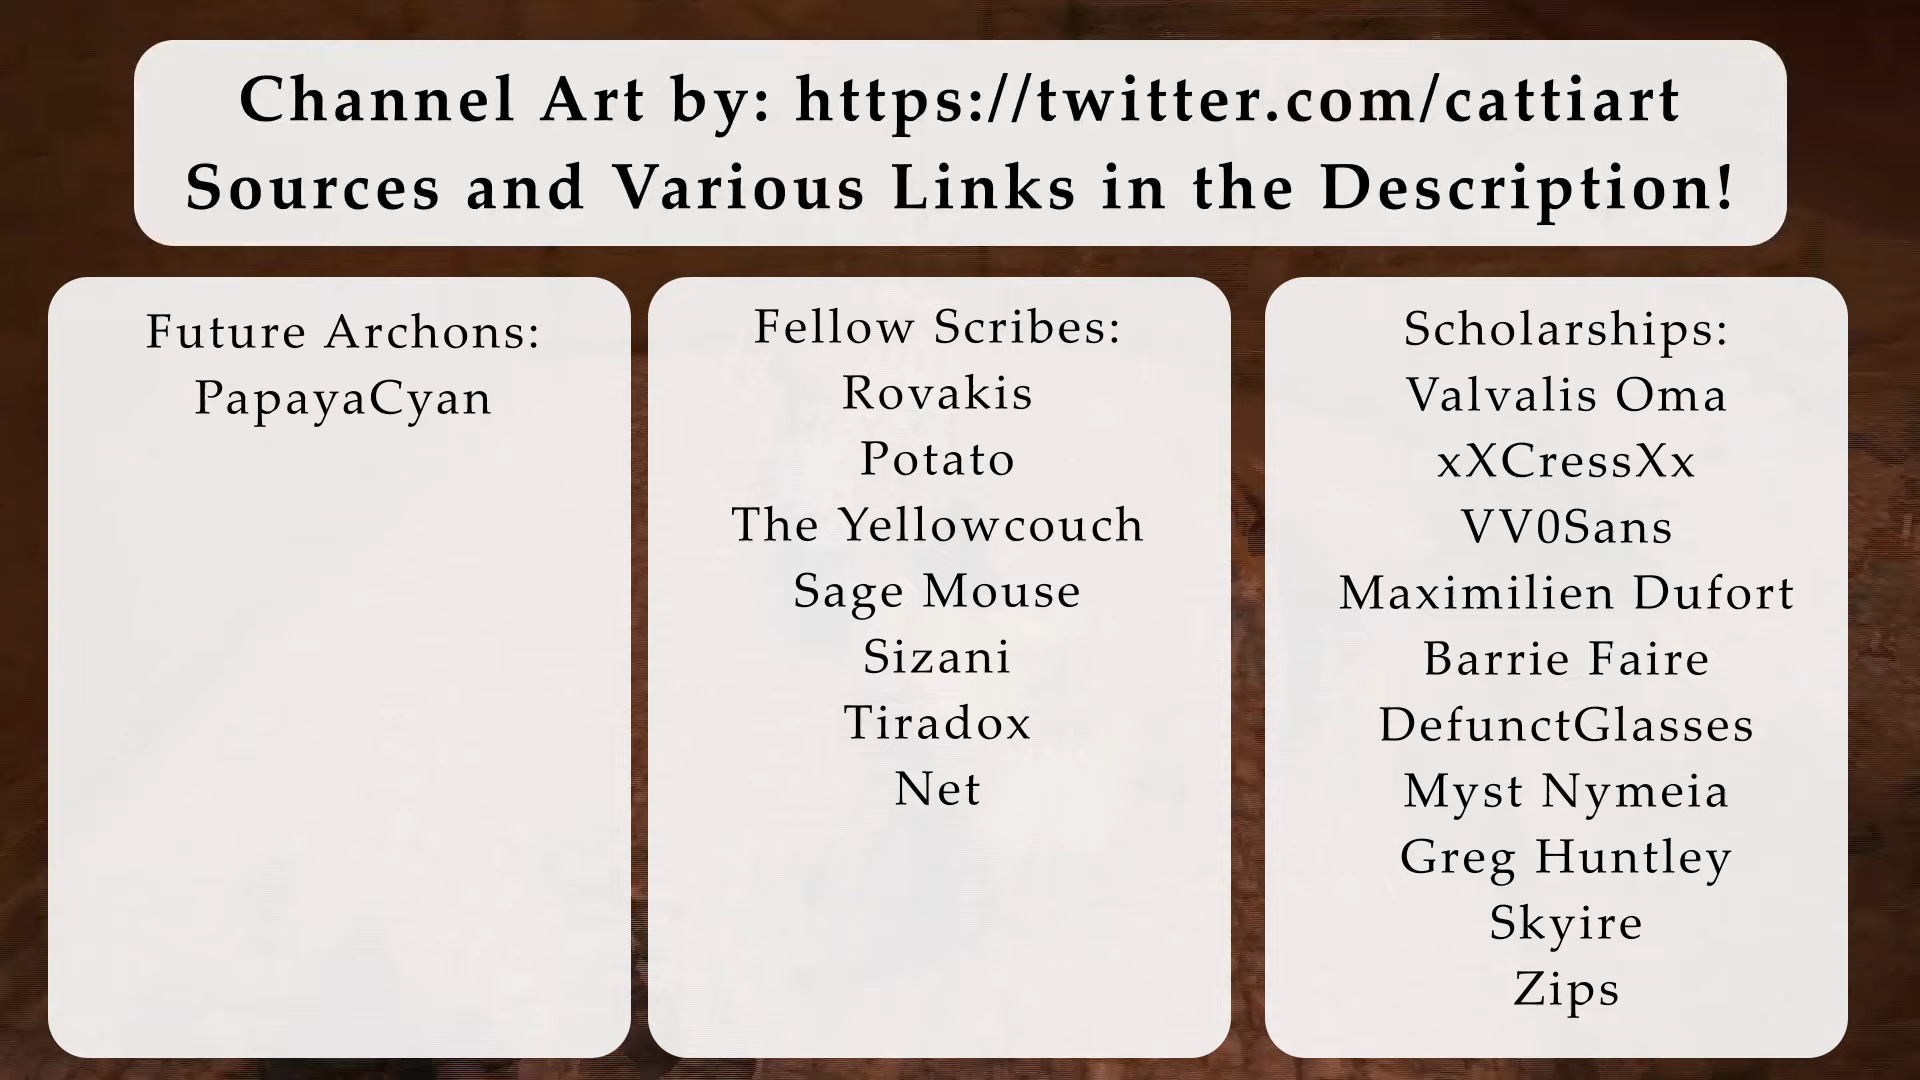 Channel Art by: https://twitter.com/cattiart
Sources and Various Links in the Description!
Future Archons:
PapayaCyan
Fellow Scribes:
Rovakis
Potato
The Yellowcouch
Sage Mouse
Sizani
Tiradox
Net
Scholarships:
Valvalis Oma
xXCressXx
VV0Sans
Maximilien Dufort
Barrie Faire
DefunctGlasses
Myst Nymeia
Greg Huntley
Skyire
Zips